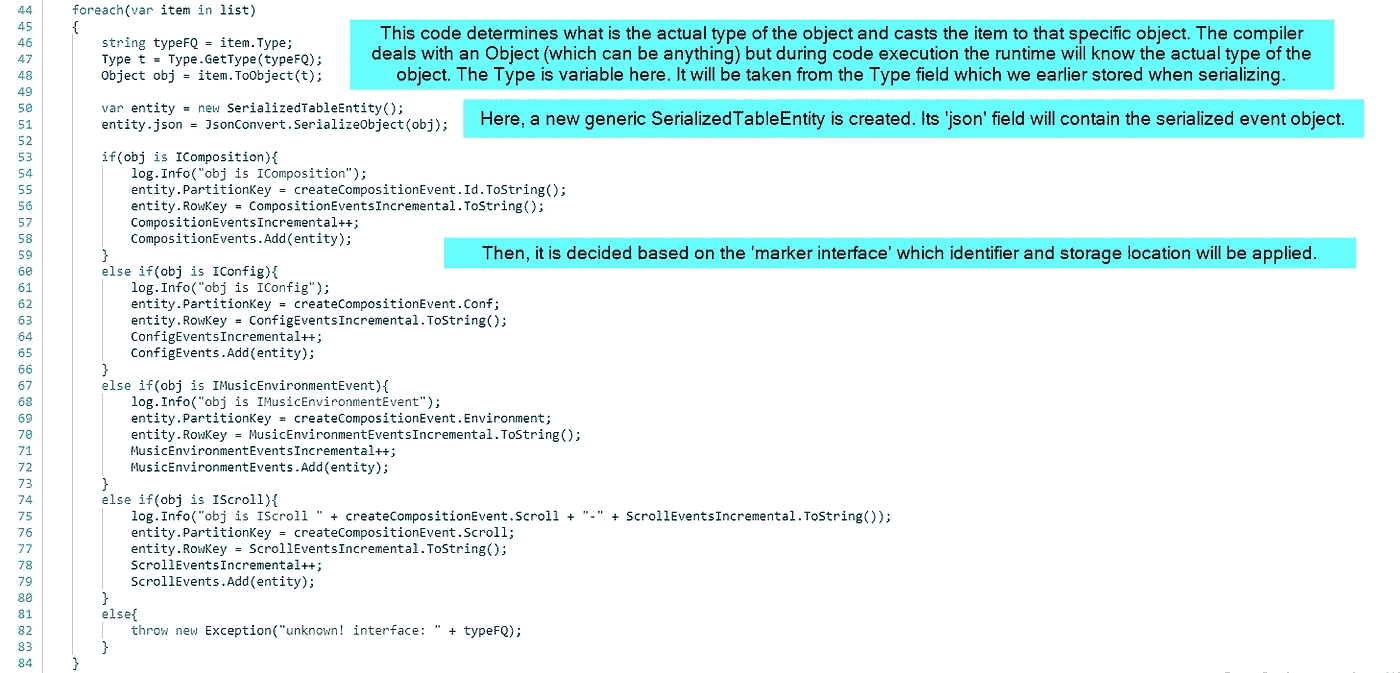 44 foreach(var item in list)
45 {
46 string typeFQ = item.Type;
47 Type t = Type.GetType(typeFQ);
48 Object obj = item.ToObject(t);
This code determines what is the actual type of the object and casts the item to that specific object. The compiler
deals with an Object (which can be anything) but during code execution the runtime will know the actual type of the
object. The Type is variable here. It will be taken from the Type field which we earlier stored when serializing.
49
50 var entity = new SerializedTableEntity();
51 entity.json = JsonConvert.SerializeObject(obj);
Here, a new generic SerializedTableEntity is created. Its 'json' field will contain the serialized event object.
52
53 if(obj is IComposition){
54 log.Info("obj is IComposition");
55 entity.PartitionKey = createCompositionEvent.Id.ToString();
56 entity.RowKey = CompositionEventsIncremental.ToString();
57 CompositionEventsIncremental++;
58 CompositionEvents.Add(entity);
59 }
Then, it is decided based on the 'marker interface' which identifier and storage location will be applied.
60 else if(obj is IConfig){
61 log.Info("obj is IConfig");
62 entity.PartitionKey = createCompositionEvent.Conf;
63 entity.RowKey = ConfigEventsIncremental.ToString();
64 ConfigEventsIncremental++;
65 ConfigEvents.Add(entity);
66 }
67 else if(obj is IMusicEnvironmentEvent){
68 log.Info("obj is IMusicEnvironmentEvent");
69 entity.PartitionKey = createCompositionEvent.Environment;
70 entity.RowKey = MusicEnvironmentEventsIncremental.ToString();
71 MusicEnvironmentEventsIncremental++;
72 MusicEnvironmentEvents.Add(entity);
73 }
74 else if(obj is IScroll){
75 log.Info("obj is IScroll " + createCompositionEvent.Scroll + "-" + ScrollEventsIncremental.ToString());
76 entity.PartitionKey = createCompositionEvent.Scroll;
77 entity.RowKey = ScrollEventsIncremental.ToString();
78 ScrollEventsIncremental++;
79 ScrollEvents.Add(entity);
80 }
81 else{
82 throw new Exception("unknown! interface: " + typeFQ);
83 }
84 }